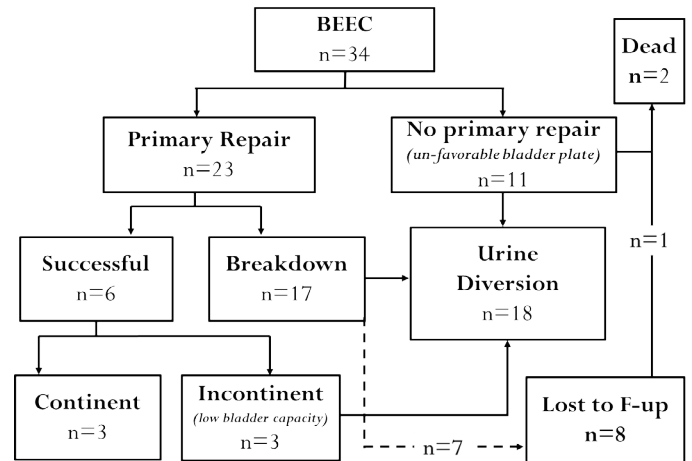 BEEC
n=34
Dead
n=2
Primary Repair
n=23
No primary repair
(un-favorable bladder plate)
n=11
n=1
Successful
n=6
Breakdown
n=17
Urine
Diversion
n=18
Continent
n=3
Incontinent
(low bladder capacity)
n=3
n=7
Lost to F-up
n=8